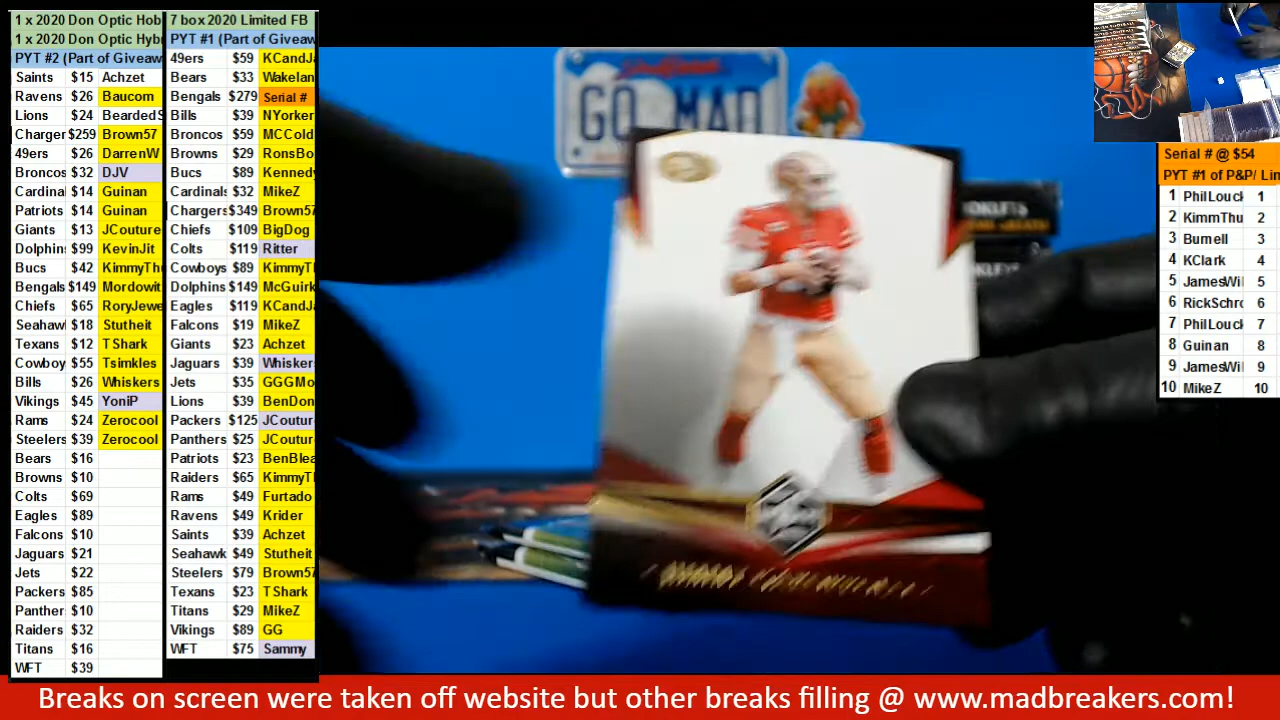 1 x 2020 Don Optic Hob
1 x 2020 Don Optic Hyb
PYT #2 (Part of Giveaw
Saints $15 Achzet
Ravens $26 Baucom
Lions $24 BeardedS
Charger $259 Brown57
49ers $26 DarrenW
Broncos $32 DJV
Cardinal $14 Guinan
Patriots $14 Guinan
Giants $13 JCouture
Dolphin $99 KevinJit
Bucs $42 KimmyTh
Bengals $149 Mordowit
Chiefs $65 RoryJewe
Seahaw $18 Stutheit
Texans $12 T Shark
Cowboy $55 Tsimkles
Bills $26 Whiskers
Vikings $45 YoniP
Rams $24 Zerocool
Steelers $39 Zerocool
Bears $16
Browns $10
Colts $69
Eagles $89
Falcons $10
Jaguars $21
Jets $22
Packers $85
Panther $10
Raiders $32
Titans $16
WFT $39
7 box 2020 Limited FB
PYT #1 (Part of Giveaw
49ers $59 KCandJ
Bears $33 Wakelan
Bengals $279 Serial #
Bills $39 NYorker
Broncos $59 MCCold
Browns $29 RonsBo
Bucs $89 Kennedy
Cardinals $32 MikeZ
Chargers $349 Brown57
Chiefs $109 BigDog
Colts $119 Ritter
Cowboys $89 KimmyT
Dolphins $149 McGuirk
Eagles $119 KCandJ
Falcons $19 MikeZ
Giants $23 Achzet
Jaguars $39 Whisker
Jets $35 GGGMo
Lions $39 BenDon
Packers $125 JCoutur
Panthers $25 JCoutur
Patriots $23 BenBlea
Raiders $65 KimmyT
Rams $49 Furtado
Ravens $49 Krider
Saints $39 Achzet
Seahawk $49 Stutheit
Steelers $79 Brown57
Texans $23 T Shark
Titans $29 MikeZ
Vikings $89 GG
WFT $75 Sammy
GO MAD
Serial # @ $54
PYT #1 of P&P/ Lim
1 PhilLouck 1
2 KimmThu 2
3 Burnell 3
4 KClark 4
5 JamesWil 5
6 RickSchro 6
7 PhilLouck 7
8 Guinan 8
9 JamesWil 9
10 MikeZ 10
Breaks on screen were taken off website but other breaks filling @ www.madbreakers.com!